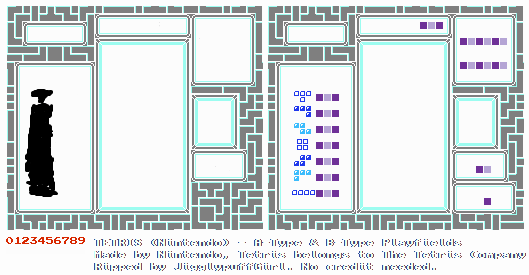 0123456789
TETRIS (Nintendo) -- A-Type & B-Type Playfields
Made by Nintendo, Tetris belongs to The Tetris Company
Ripped by JigglypuffGirl. No credit needed.